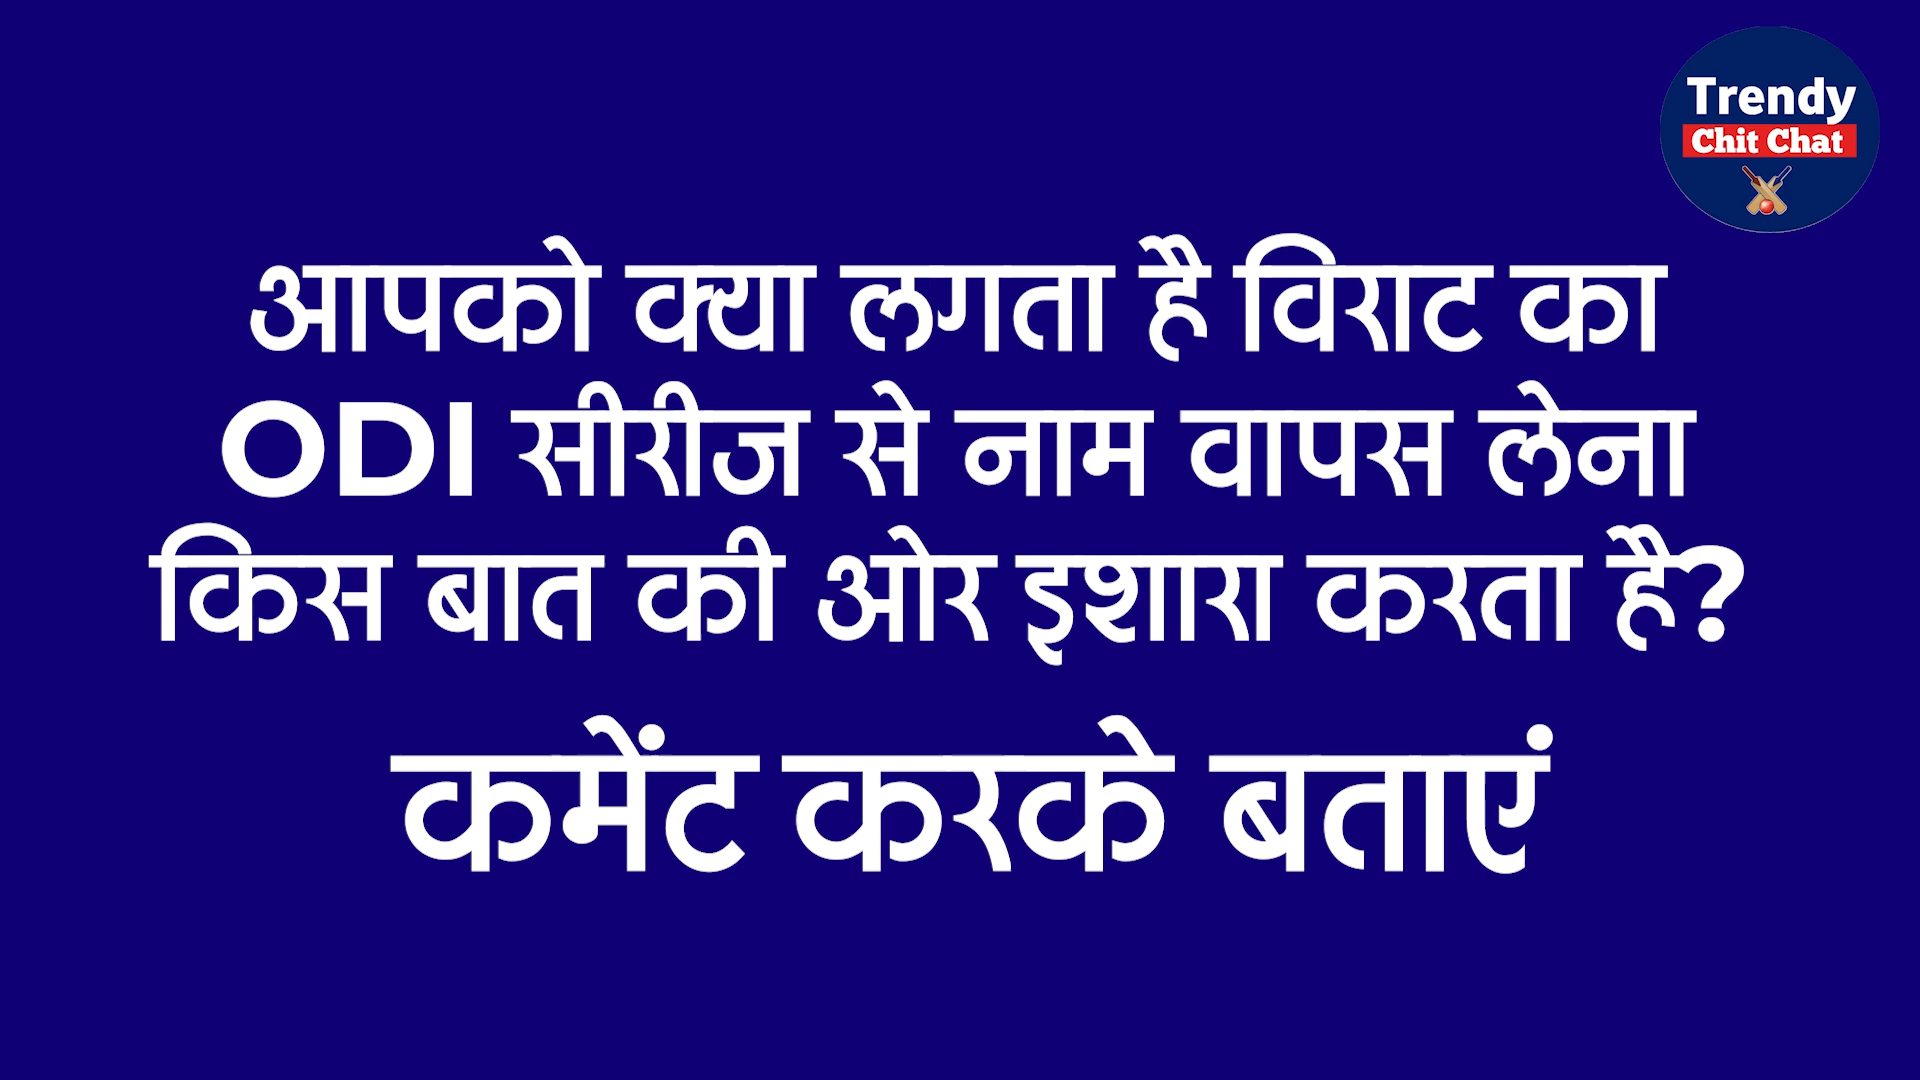 Trendy
Chit Chat
आपको क्या लगता है विराट का
ODI सीरीज से नाम वापस लेना
किस बात की ओर इशारा करता है?
कमेंट करके बताएं